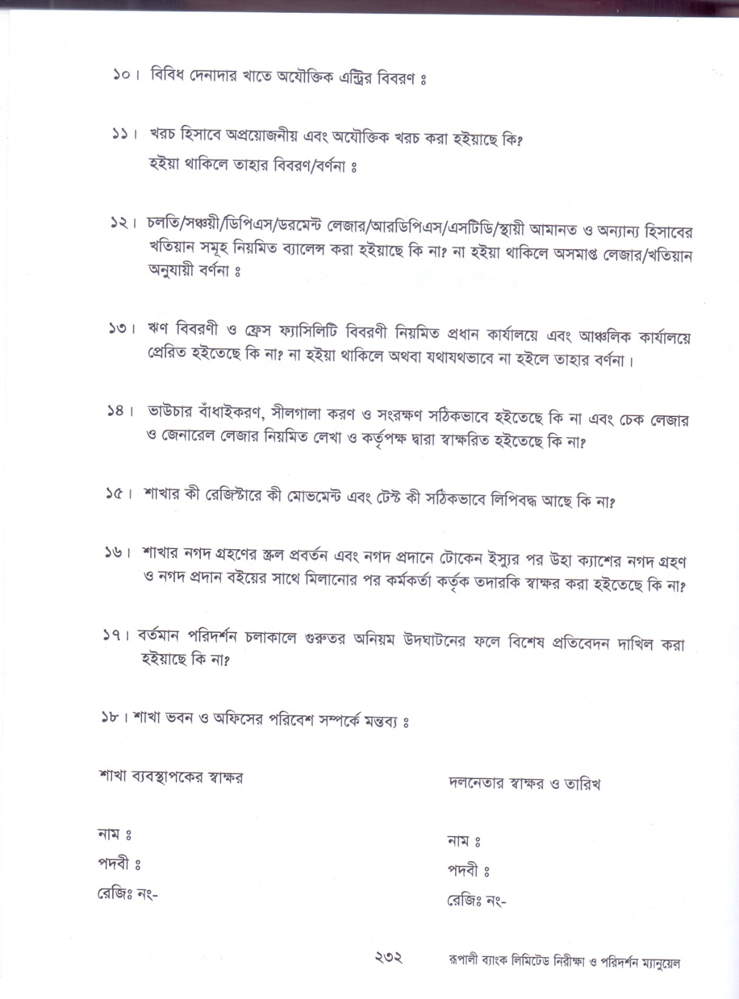 ১০। বিবিধ দেনাদার খাতে অযৌক্তিক এন্ট্রির বিবরণ ঃ
১১। খরচ হিসাবে অপ্রয়োজনীয় এবং অযৌক্তিক খরচ করা হইয়াছে কি?
হইয়া থাকিলে তাহার বিবরণ/বর্ণনা ঃ
১২। চলতি/সঞ্চয়ী/ডিপিএস/ডরমেন্ট লেজার/আরডিপিএস/এসটিডি/স্থায়ী আমানত ও অন্যান্য হিসাবের
খতিয়ান সমূহ নিয়মিত ব্যালেন্স করা হইয়াছে কি না? না হইয়া থাকিলে অসমাপ্ত লেজার/খতিয়ান
অনুযায়ী বর্ণনা ঃ
১৩। ঋণ বিবরণী ও ফ্রেস ফ্যাসিলিটি বিবরণী নিয়মিত প্রধান কার্যালয়ে এবং আঞ্চলিক কার্যালয়ে
প্রেরিত হইতেছে কি না? না হইয়া থাকিলে অথবা যথাযথভাবে না হইলে তাহার বর্ণনা।
১৪। ভাউচার বাঁধাইকরণ, সীলগালা করণ ও সংরক্ষণ সঠিকভাবে হইতেছে কি না এবং চেক লেজার
ও জেনারেল লেজার নিয়মিত লেখা ও কর্তৃপক্ষ দ্বারা স্বাক্ষরিত হইতেছে কি না?
১৫। শাখার কী রেজিস্টারে কী মোভমেন্ট এবং টেস্ট কী সঠিকভাবে লিপিবদ্ধ আছে কি না?
১৬। শাখার নগদ গ্রহণের স্ক্রল প্রবর্তন এবং নগদ প্রদানে টোকেন ইস্যুর পর উহা ক্যাশের নগদ গ্রহণ
ও নগদ প্রদান বইয়ের সাথে মিলানোর পর কর্মকর্তা কর্তৃক তদারকি স্বাক্ষর করা হইতেছে কি না?
১৭। বর্তমান পরিদর্শন চলাকালে গুরুতর অনিয়ম উদঘাটনের ফলে বিশেষ প্রতিবেদন দাখিল করা
হইয়াছে কি না?
১৮। শাখা ভবন ও অফিসের পরিবেশ সম্পর্কে মন্তব্য ঃ
শাখা ব্যবস্থাপকের স্বাক্ষর
নাম ঃ
পদবী ঃ
রেজিঃ নং-
দলনেতার স্বাক্ষর ও তারিখ
নাম ঃ
পদবী ঃ
রেজিঃ নং-
২৩২ রূপালী ব্যাংক লিমিটেড নিরীক্ষা ও পরিদর্শন ম্যানুয়েল